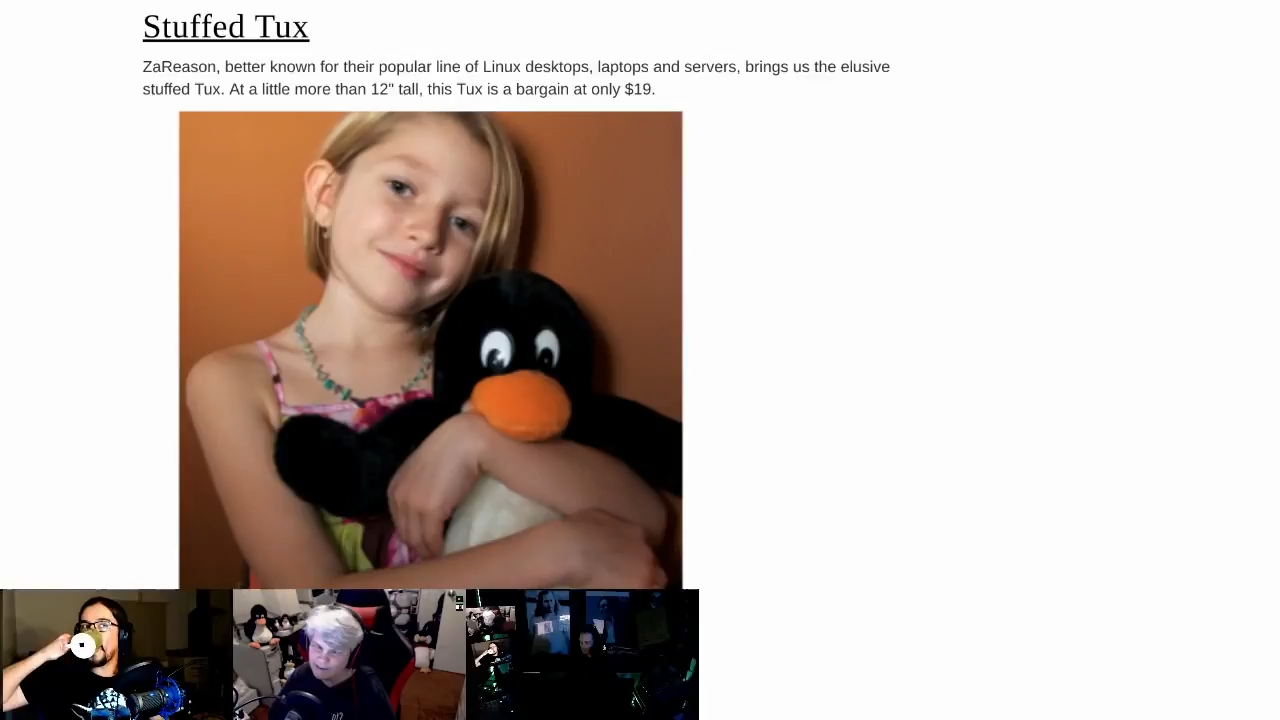 Stuffed Tux
ZaReason, better known for their popular line of Linux desktops, laptops and servers, brings us the elusive
stuffed Tux. At a little more than 12" tall, this Tux is a bargain at only $19.